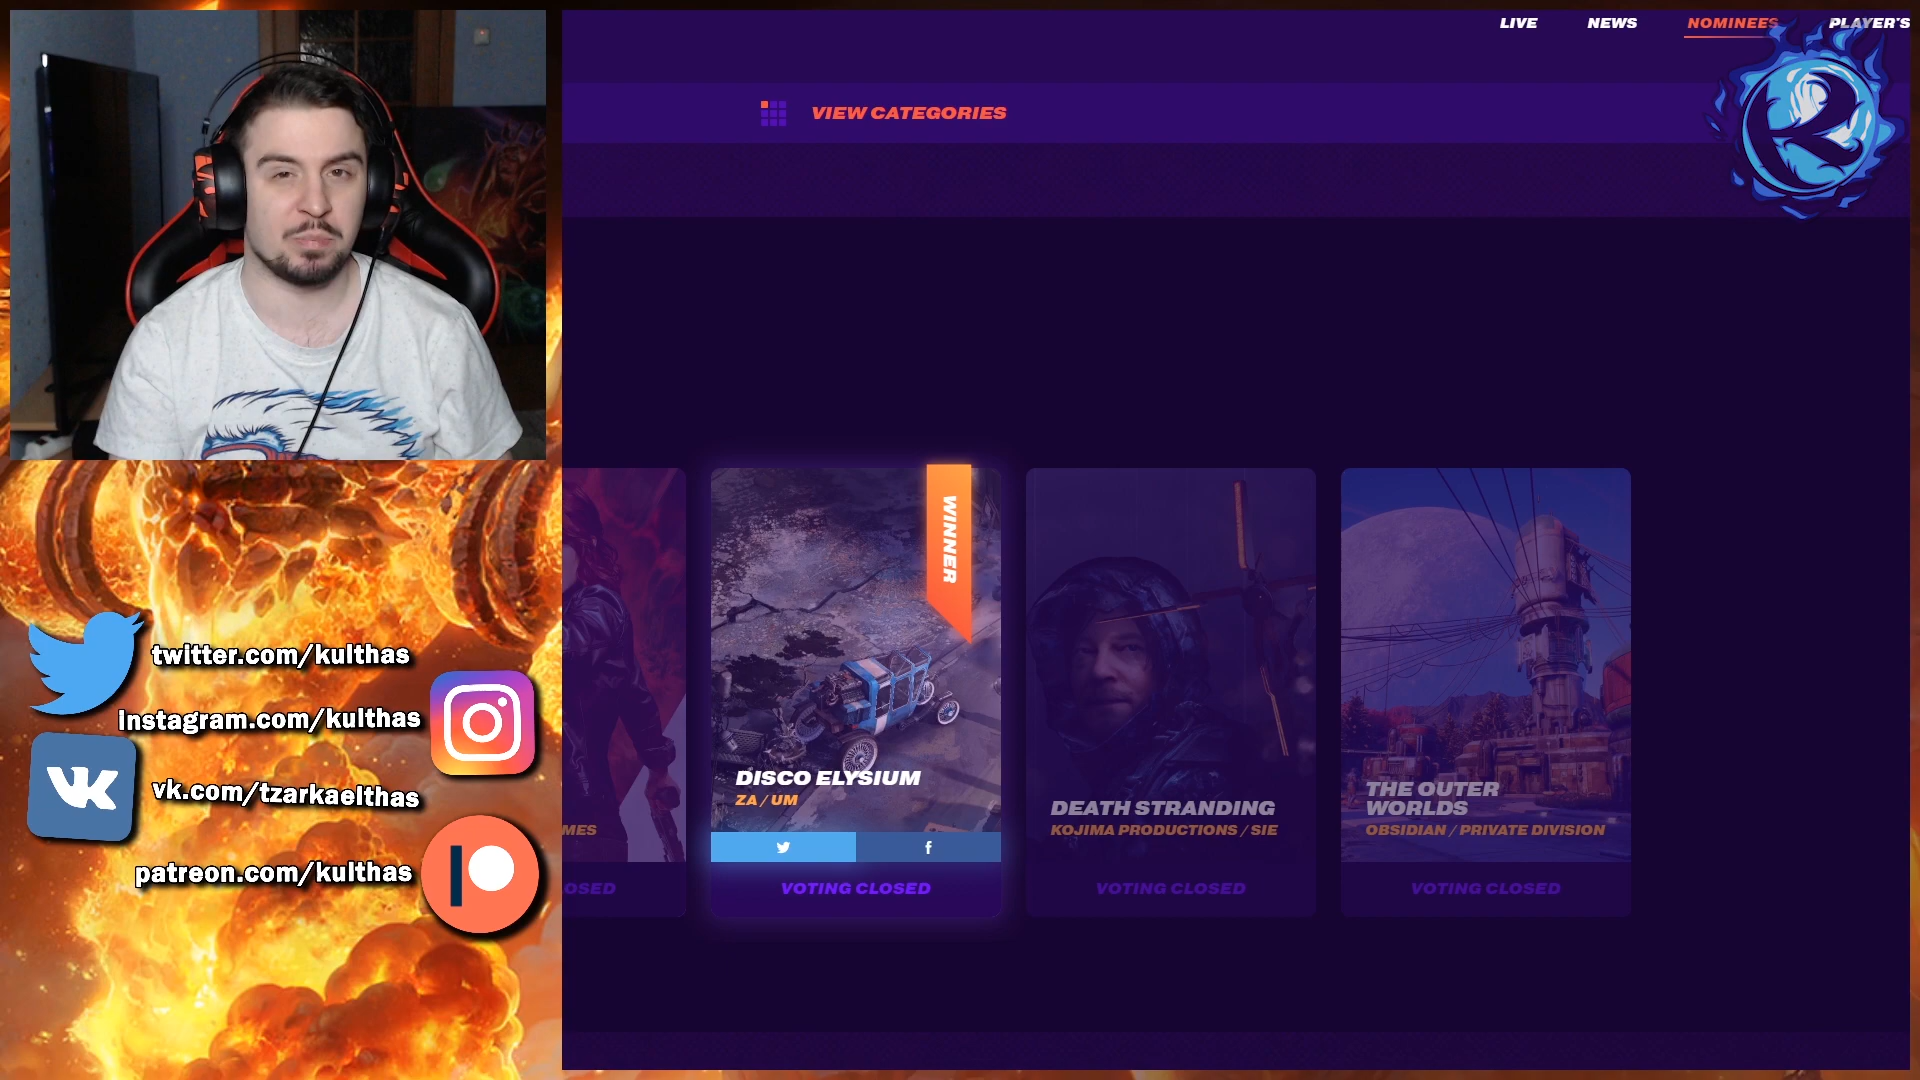 LIVE
NEWS
NOMINEES
PLAYER'S
VIEW CATEGORIES
WINNER
DISCO ELYSIUM
ZA / UM
DEATH STRANDING
KOJIMA PRODUCTIONS / SIE
THE OUTER
WORLDS
OBSIDIAN / PRIVATE DIVISION
VOTING CLOSED
VOTING CLOSED
VOTING CLOSED
twitter.com/kulthas
instagram.com/kulthas
vk.com/tzarkaelthas
patreon.com/kulthas